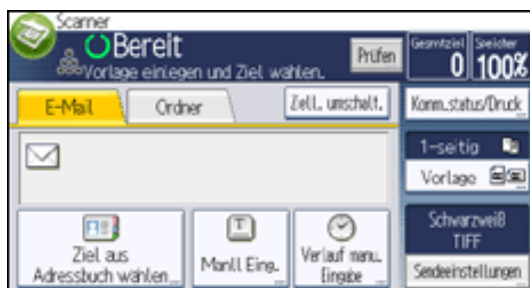 Scanner
Bereit
Vorlage einlegen und Ziel wählen.
Prüfen
Gesamtziel
0
Speicher
100%
E-Mail
Ordner
Zell. umschalt.
Komm.status/Druck
1-seitig
Vorlage
Ziel aus
Adressbuch wählen
Manll Eing.
Verlauf manu.
Eingabe
Schwarzweiß
TIFF
Sendeeinstellungen